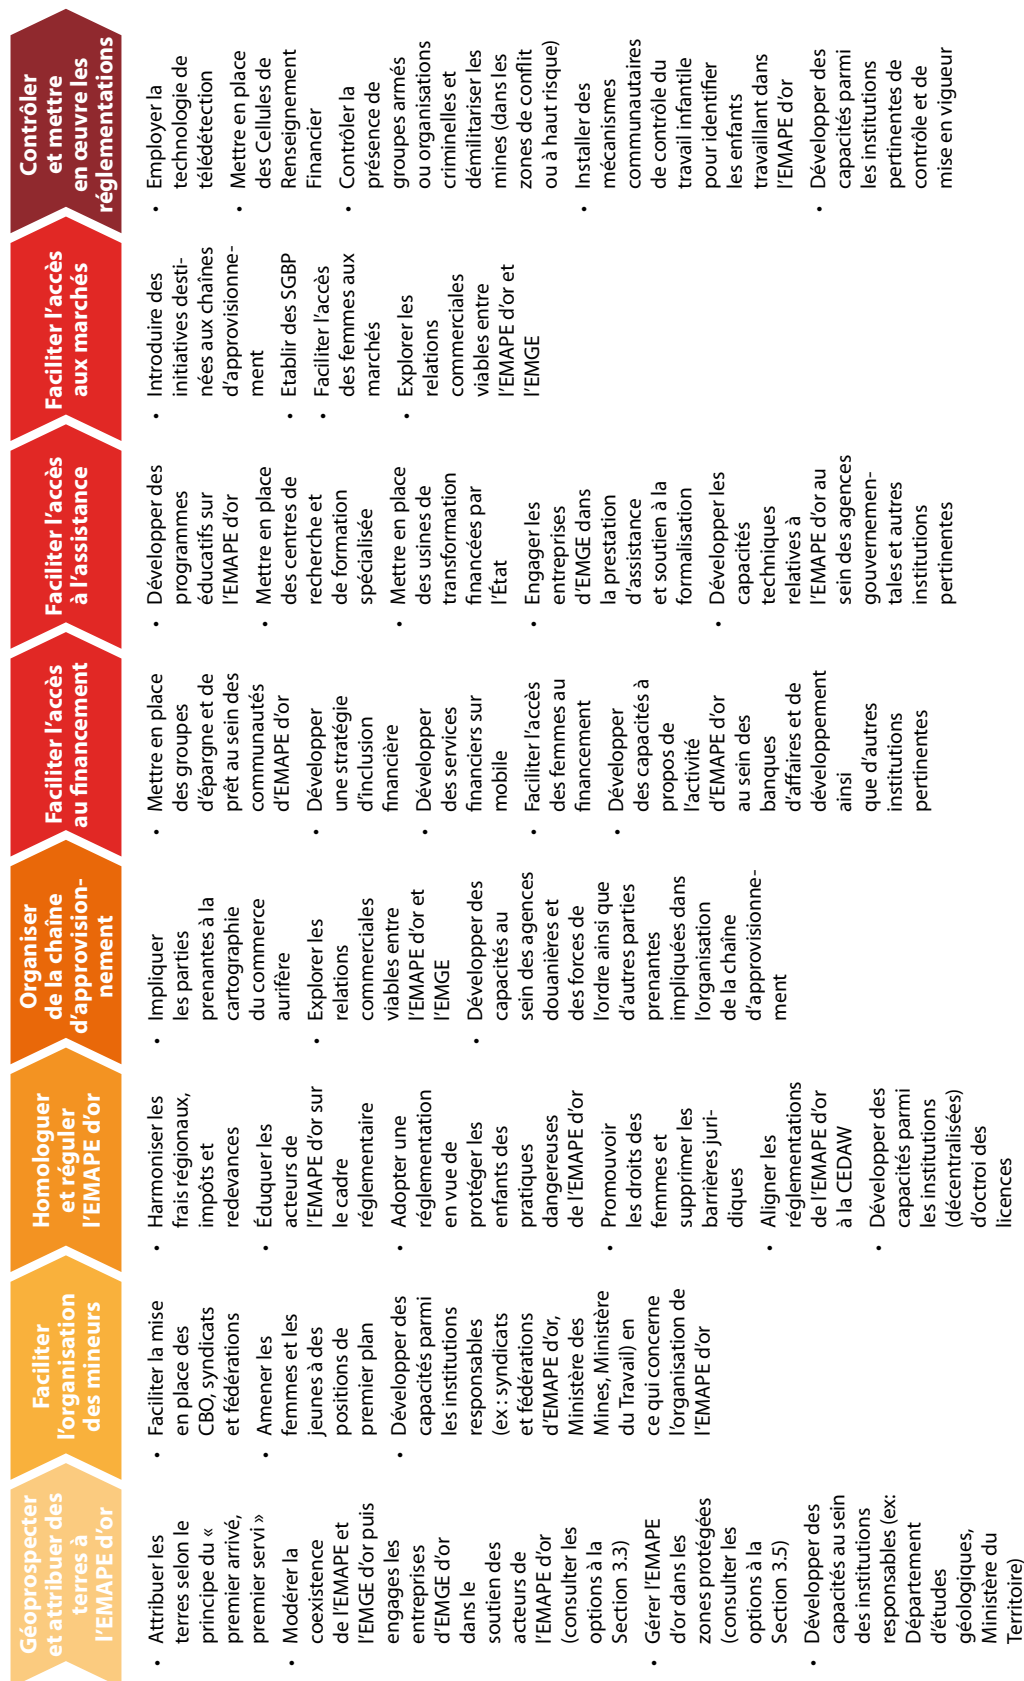 Géoprospecter
et attribuer des
terres à
l'EMAPE d'or
• Attribuer les
terres selon le
principe du «
premier arrivé,
premier servi »
• Modérer la
coexistence
de l'EMAPE et
l'EMGE d'or puis
engages les
entreprises
d'EMGE d'or
dans le
soutien des
acteurs de
l'EMAPE d'or
(consulter les
options à la
Section 3.3)
• Gérer l'EMAPE
d'or dans les
zones protégées
(consulter les
options à la
Section 3.5)
• Développer des
capacités au sein
des institutions
responsables (ex:
Département
d'études
géologiques,
Ministère du
Territoire)
Faciliter
l'organisation
des mineurs
• Faciliter la mise
en place des
CBO, syndicats
et fédérations
• Amener les
femmes et les
jeunes à des
positions de
premier plan
• Développer des
capacités parmi
les institutions
responsables
(ex : syndicats
et fédérations
d'EMAPE d'or,
Ministère des
Mines, Ministère
du Travail) en
ce qui concerne
l'organisation de
l'EMAPE d'or
Homologuer
et réguler
l'EMAPE d'or
• Harmoniser les
frais régionaux,
impôts et
redevances
• Éduquer les
acteurs de
l'EMAPE d'or sur
le cadre
réglementaire
• Adopter une
réglementation
en vue de
protéger les
enfants des
pratiques
dangereuses
de l'EMAPE d'or
• Promouvoir
les droits des
femmes et
supprimer les
barrières juri-
diques
• Aligner les
réglementations
de l'EMAPE d'or
à la CEDAW
• Développer des
capacités parmi
les institutions
(décentralisées)
d'octroi des
licences
Organiser
de la chaîne
d'approvision-
nement
• Impliquer
les parties
prenantes à la
cartographie
du commerce
aurifère
• Explorer les
relations
commerciales
viables entre
l'EMAPE d'or et
l'EMGE
• Développer des
capacités au
sein des agences
douanières et
des forces de
l'ordre ainsi que
d'autres parties
prenantes
impliquées dans
l'organisation
de la chaîne
d'approvisionne-
ment
Faciliter l'accès
au financement
• Mettre en place
des groupes
d'épargne et de
prêt au sein des
communautés
d'EMAPE d'or
• Développer
une stratégie
d'inclusion
financière
• Développer
des services
financiers sur
mobile
• Faciliter l'accès
des femmes au
financement
• Développer
des capacités à
propos de
l'activité
d'EMAPE d'or
au sein des
banques
d'affaires et de
développement
ainsi
que d'autres
institutions
pertinentes
Faciliter l'accès
à l'assistance
• Développer des
programmes
éducatifs sur
l'EMAPE d'or
• Mettre en place
des centres de
recherche et
de formation
spécialisée
• Mettre en place
des usines de
transformation
financées par
l'État
• Engager les
entreprises
d'EMGE dans
la prestation
d'assistance
et soutien à la
formalisation
• Développer les
capacités
techniques
relatives à
l'EMAPE d'or au
sein des agences
gouvernemen-
tales et autres
institutions
pertinentes
Faciliter l'accès
aux marchés
• Introduire des
initiatives desti-
nées aux chaînes
d'approvisionne-
ment
• Etablir des SGBP
• Faciliter l'accès
des femmes aux
marchés
• Explorer les
relations
commerciales
viables entre
l'EMAPE d'or et
l'EMGE
Contrôler
et mettre
en œuvre les
réglementations
• Employer la
technologie de
télédétection
• Mettre en place
des Cellules de
Renseignement
Financier
• Contrôler la
présence de
groupes armés
ou organisations
criminelles et
démilitariser les
mines (dans les
zones de conflit
ou à haut risque)
• Installer des
mécanismes
communautaires
de contrôle du
travail infantile
pour identifier
les enfants
travaillant dans
l'EMAPE d'or
• Développer des
capacités parmi
les institutions
pertinentes de
contrôle et de
mise en vigueur